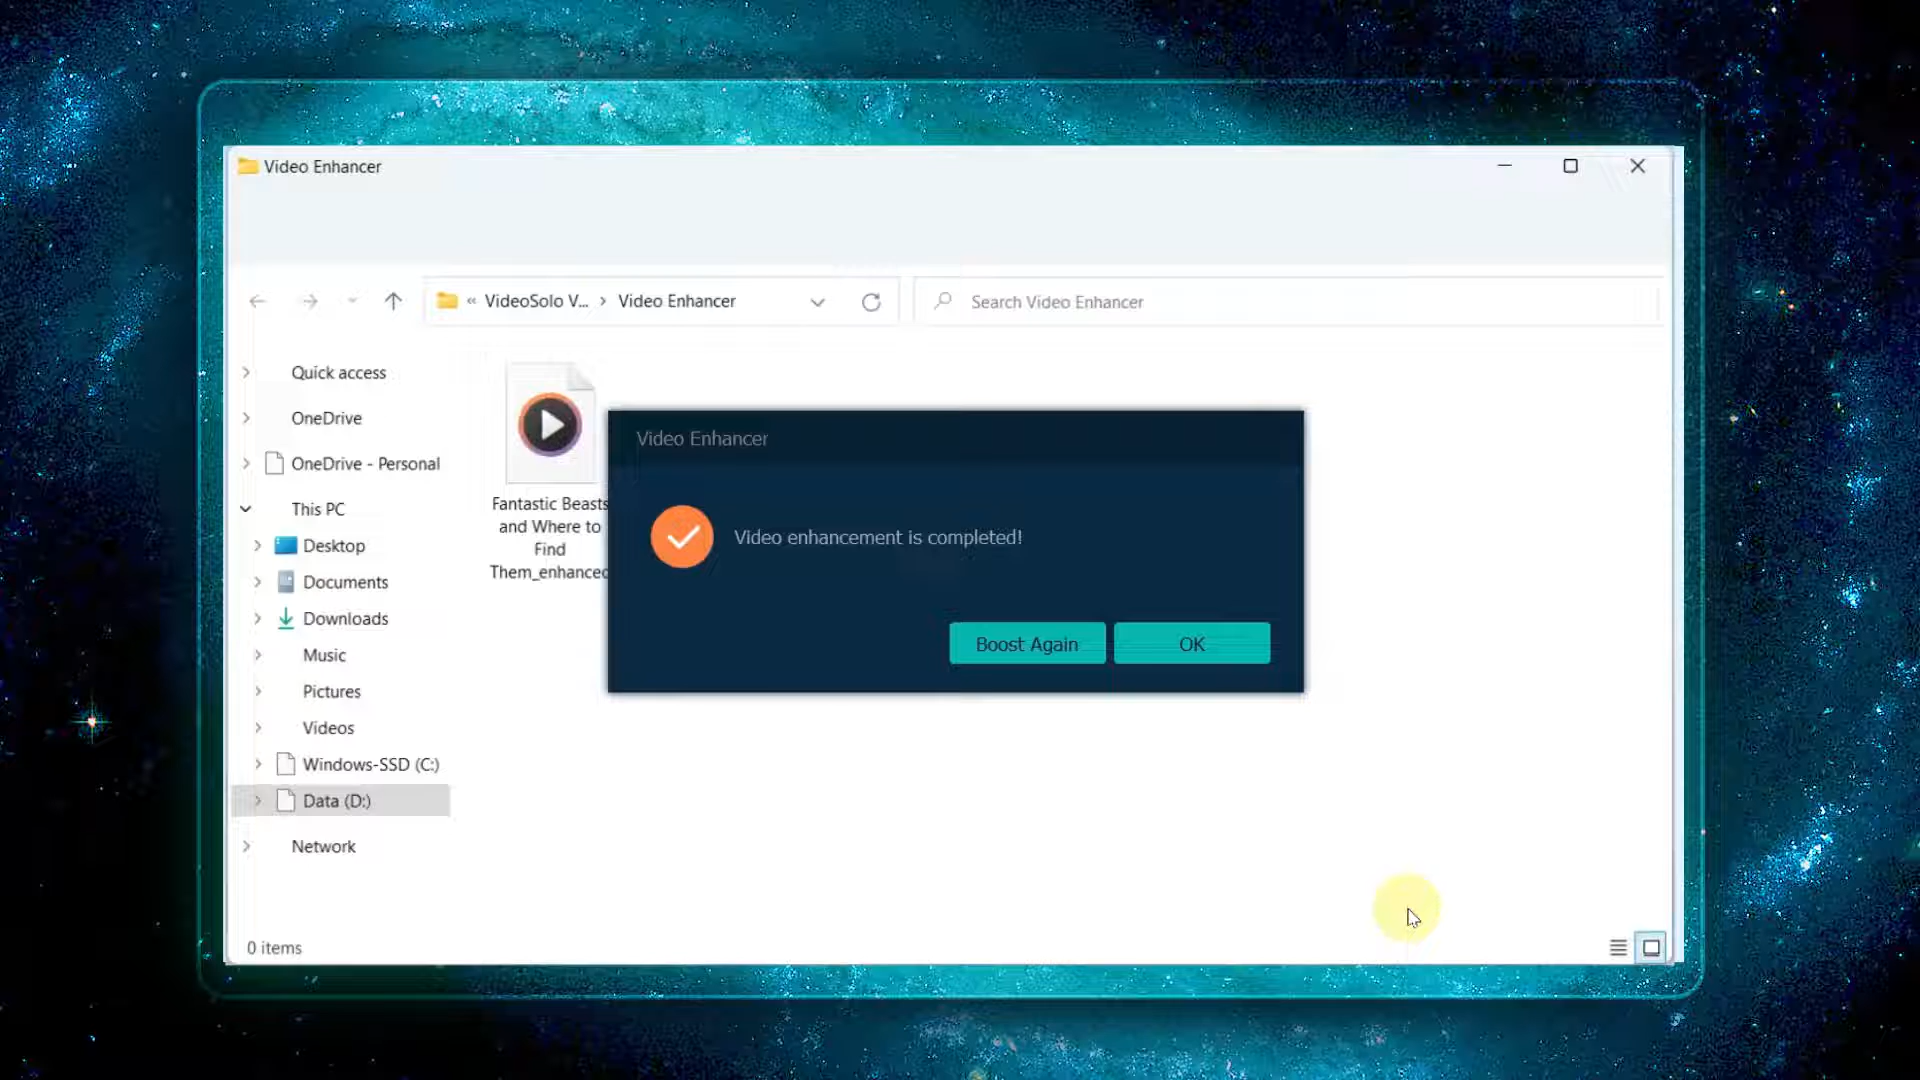 Video Enhancer
« VideoSolo V... › Video Enhancer
Search Video Enhancer
Quick access
OneDrive
OneDrive - Personal
This PC
Desktop
Documents
Downloads
Music
Pictures
Videos
Windows-SSD (C:)
Data (D:)
Network
Fantastic Beasts
and Where to
Find
Them_enhanced
Video Enhancer
Video enhancement is completed!
Boost Again
OK
0 items